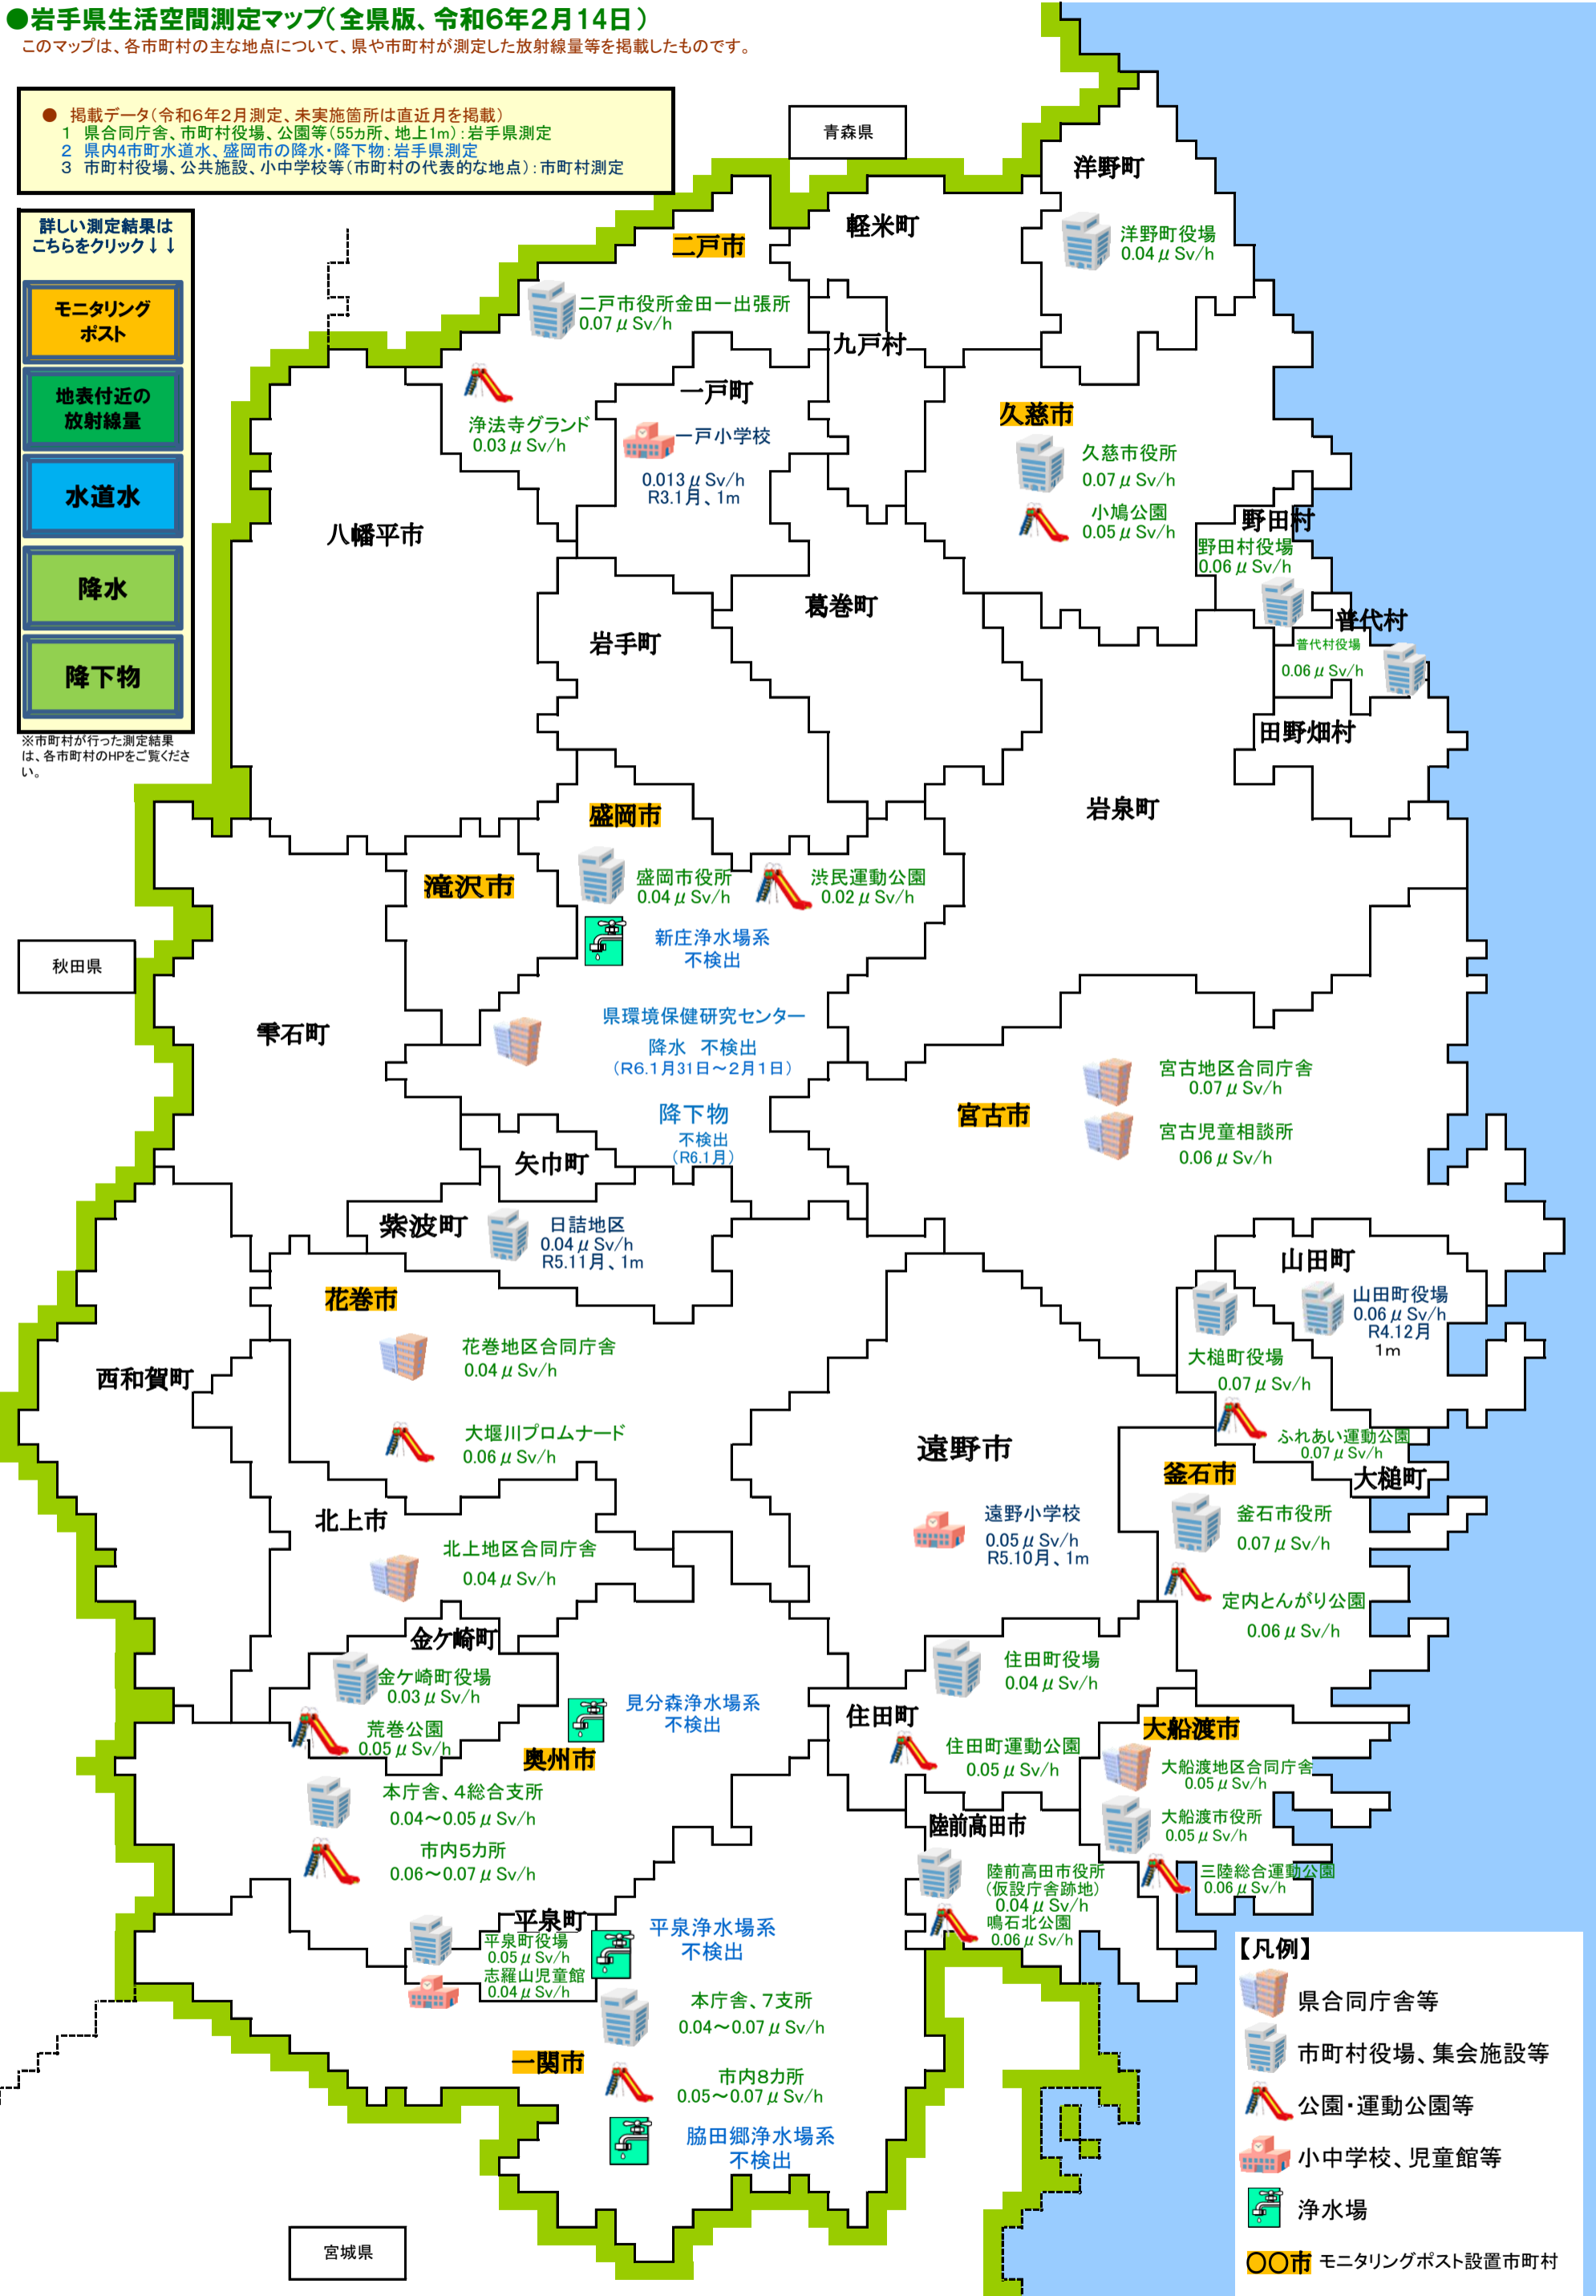 ●岩手県生活空間測定マップ(全県版、令和6年2月14日)
このマップは、各市町村の主な地点について、県や市町村が測定した放射線量等を掲載したものです。
● 掲載データ(令和6年2月測定、未実施箇所は直近月を掲載)
1 県合同庁舎、市町村役場、公園等(55ヵ所、地上1m):岩手県測定
2 県内4市町水道水、盛岡市の降水・降下物:岩手県測定
3 市町村役場、公共施設、小中学校等(市町村の代表的な地点):市町村測定
詳しい測定結果は
こちらをクリック↓↓
モニタリング
ポスト
地表付近の
放射線量
水道水
降水
降下物
※市町村が行った測定結果
は、各市町村のHPをご覧くださ
い。
青森県
洋野町
洋野町役場
0.04μSv/h
軽米町
二戸市
二戸市役所金田一出張所
0.07μSv/h
九戸村
浄法寺グランド
0.03μSv/h
一戸町
一戸小学校
0.013μSv/h
R3.1月、1m
久慈市
久慈市役所
0.07μSv/h
小鳩公園
0.05μSv/h
野田村
野田村役場
0.06μSv/h
八幡平市
葛巻町
岩手町
普代村
普代村役場
0.06μSv/h
田野畑村
岩泉町
盛岡市
盛岡市役所
0.04μSv/h
渋民運動公園
0.02μSv/h
新庄浄水場系
不検出
滝沢市
秋田県
雫石町
県環境保健研究センター
降水 不検出
(R6.1月31日~2月1日)
降下物
不検出
(R6.1月)
宮古市
宮古地区合同庁舎
0.07μSv/h
宮古児童相談所
0.06μSv/h
矢巾町
紫波町
日詰地区
0.04μSv/h
R5.11月、1m
山田町
山田町役場
0.06μSv/h
R4.12月
1m
花巻市
花巻地区合同庁舎
0.04μSv/h
大堰川プロムナード
0.06μSv/h
西和賀町
大槌町役場
0.07μSv/h
ふれあい運動公園
0.07μSv/h
大槌町
遠野市
遠野小学校
0.05μSv/h
R5.10月、1m
釜石市
釜石市役所
0.07μSv/h
定内とんがり公園
0.06μSv/h
北上市
北上地区合同庁舎
0.04μSv/h
金ケ崎町
金ケ崎町役場
0.03μSv/h
荒巻公園
0.05μSv/h
見分森浄水場系
不検出
奥州市
本庁舎、4総合支所
0.04~0.05μSv/h
市内5カ所
0.06~0.07μSv/h
住田町役場
0.04μSv/h
住田町
住田町運動公園
0.05μSv/h
大船渡市
大船渡地区合同庁舎
0.05μSv/h
大船渡市役所
0.05μSv/h
三陸総合運動公園
0.06μSv/h
陸前高田市
陸前高田市役所
(仮設庁舎跡地)
0.04μSv/h
鳴石北公園
0.06μSv/h
平泉町
平泉町役場
0.05μSv/h
志羅山児童館
0.04μSv/h
平泉浄水場系
不検出
本庁舎、7支所
0.04~0.07μSv/h
一関市
市内8カ所
0.05~0.07μSv/h
脇田郷浄水場系
不検出
宮城県
【凡例】
県合同庁舎等
市町村役場、集会施設等
公園・運動公園等
小中学校、児童館等
浄水場
〇〇市 モニタリングポスト設置市町村